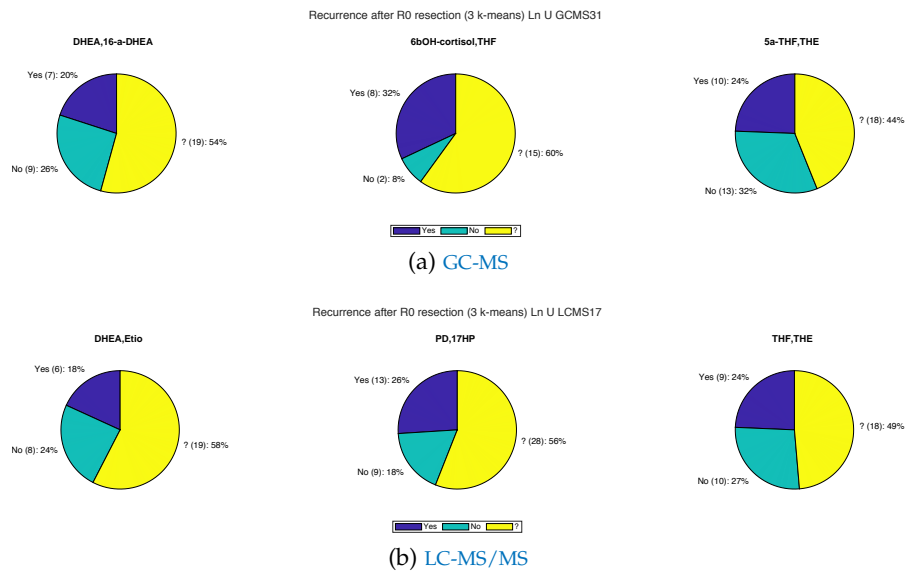 Recurrence after R0 resection (3 k-means) Ln U GCMS31
DHEA,16-a-DHEA
6bOH-cortisol,THF
5a-THF,THE
Yes (7): 20%
No (9): 26%
? (19): 54%
Yes (8): 32%
No (2): 8%
? (15): 60%
Yes (10): 24%
No (13): 32%
? (18): 44%
Yes No ?
(a) GC-MS
Recurrence after R0 resection (3 k-means) Ln U LCMS17
DHEA,Etio
PD,17HP
THF,THE
Yes (6): 18%
No (8): 24%
? (19): 58%
Yes (13): 26%
No (9): 18%
? (28): 56%
Yes (9): 24%
No (10): 27%
? (18): 49%
Yes No ?
(b) LC-MS/MS